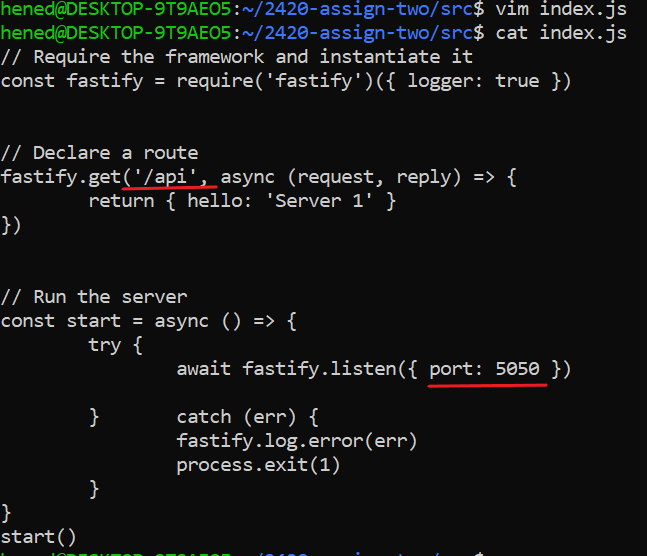 hened@DESKTOP-9T9AEO5:~/2420-assign-two/src$ vim index.js
hened@DESKTOP-9T9AEO5:~/2420-assign-two/src$ cat index.js
// Require the framework and instantiate it
const fastify = require('fastify')({ logger: true })
// Declare a route
fastify.get('/api', async (request, reply) => {
        return { hello: 'Server 1' }
})
// Run the server
const start = async () => {
        try {
                await fastify.listen({ port: 5050 })
        }       catch (err) {
                fastify.log.error(err)
                process.exit(1)
        }
}
start()